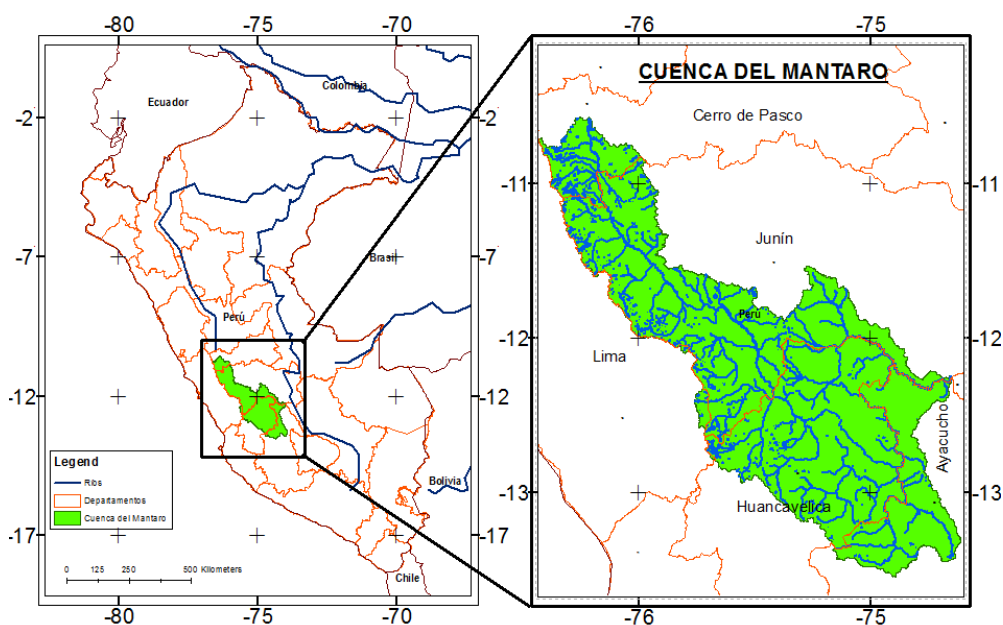 -80
-75
-70
-76
-75
Colombia
Ecuador
-2
-2
-7
-7
Brasil
Perú
-12
-12
Bolivia
-17
-17
Chile
Legend
Ríos
Departamentos
Cuenca del Mantaro
0
250
500 Kilometers
-80
-75
-70
CUENCA DEL MANTARO
Cerro de Pasco
-11
-11
Junín
Perú
-12
-12
Lima
Ayacucho
-13
-13
Huancavelica
-76
-75